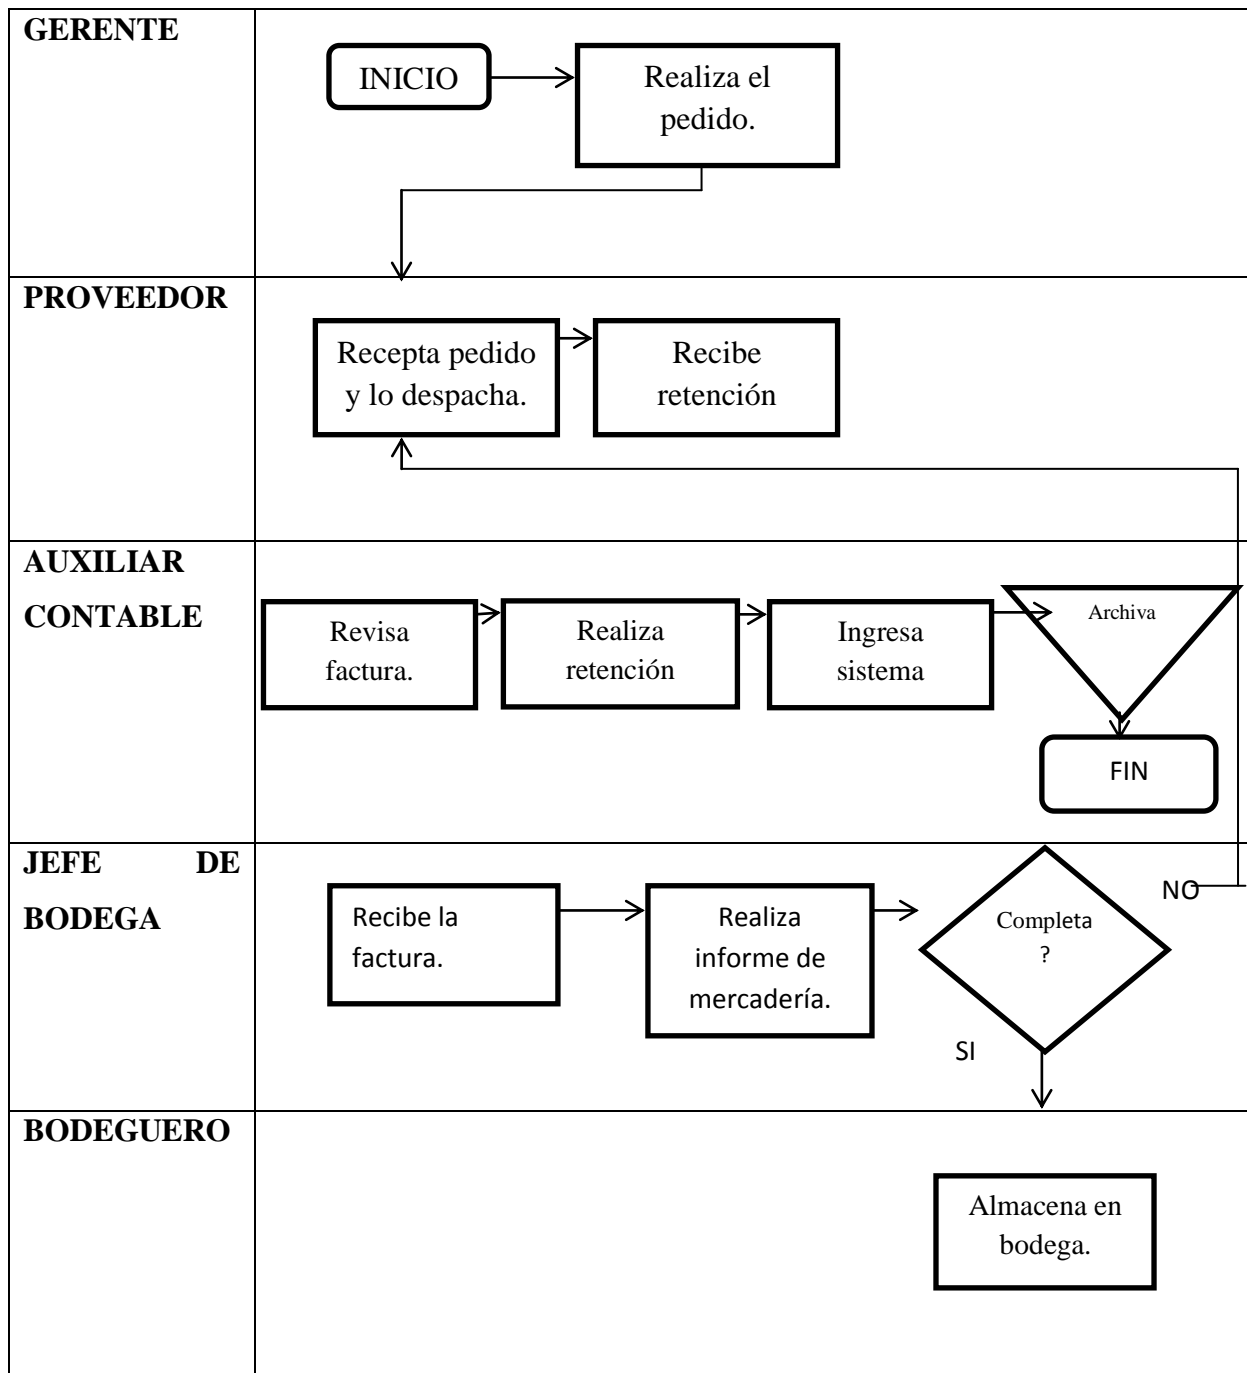 GERENTE
INICIO
Realiza el
pedido.
PROVEEDOR
Recepta pedido
y lo despacha.
Recibe
retención
AUXILIAR
CONTABLE
Revisa
factura.
Realiza
retención
Ingresa
sistema
Archiva
FIN
JEFE DE
BODEGA
Recibe la
factura.
Realiza
informe de
mercadería.
Completa
?
NO
SI
BODEGUERO
Almacena en
bodega.